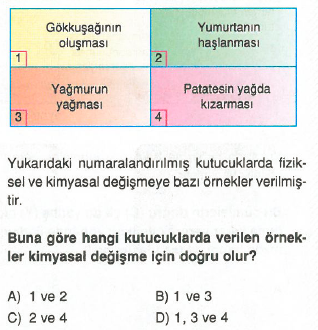 Gökkuşağının
oluşması
1
Yumurtanın
haşlanması
2
Yağmurun
yağması
3
Patatesin yağda
kızarması
4
Yukarıdaki numaralandırılmış kutucuklarda fizik-
sel ve kimyasal değişmeye bazı örnekler verilmiş-
tir.
Buna göre hangi kutucuklarda verilen örnek-
ler kimyasal değişme için doğru olur?
A) 1 ve 2
B) 1 ve 3
C) 2 ve 4
D) 1, 3 ve 4